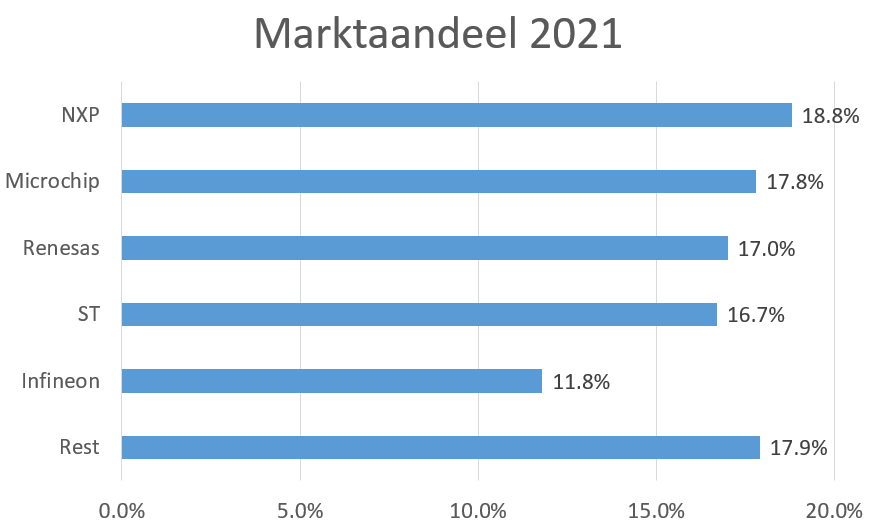 Marktaandeel 2021
NXP 18.8%
Microchip 17.8%
Renesas 17.0%
ST 16.7%
Infineon 11.8%
Rest 17.9%
0.0% 5.0% 10.0% 15.0% 20.0%